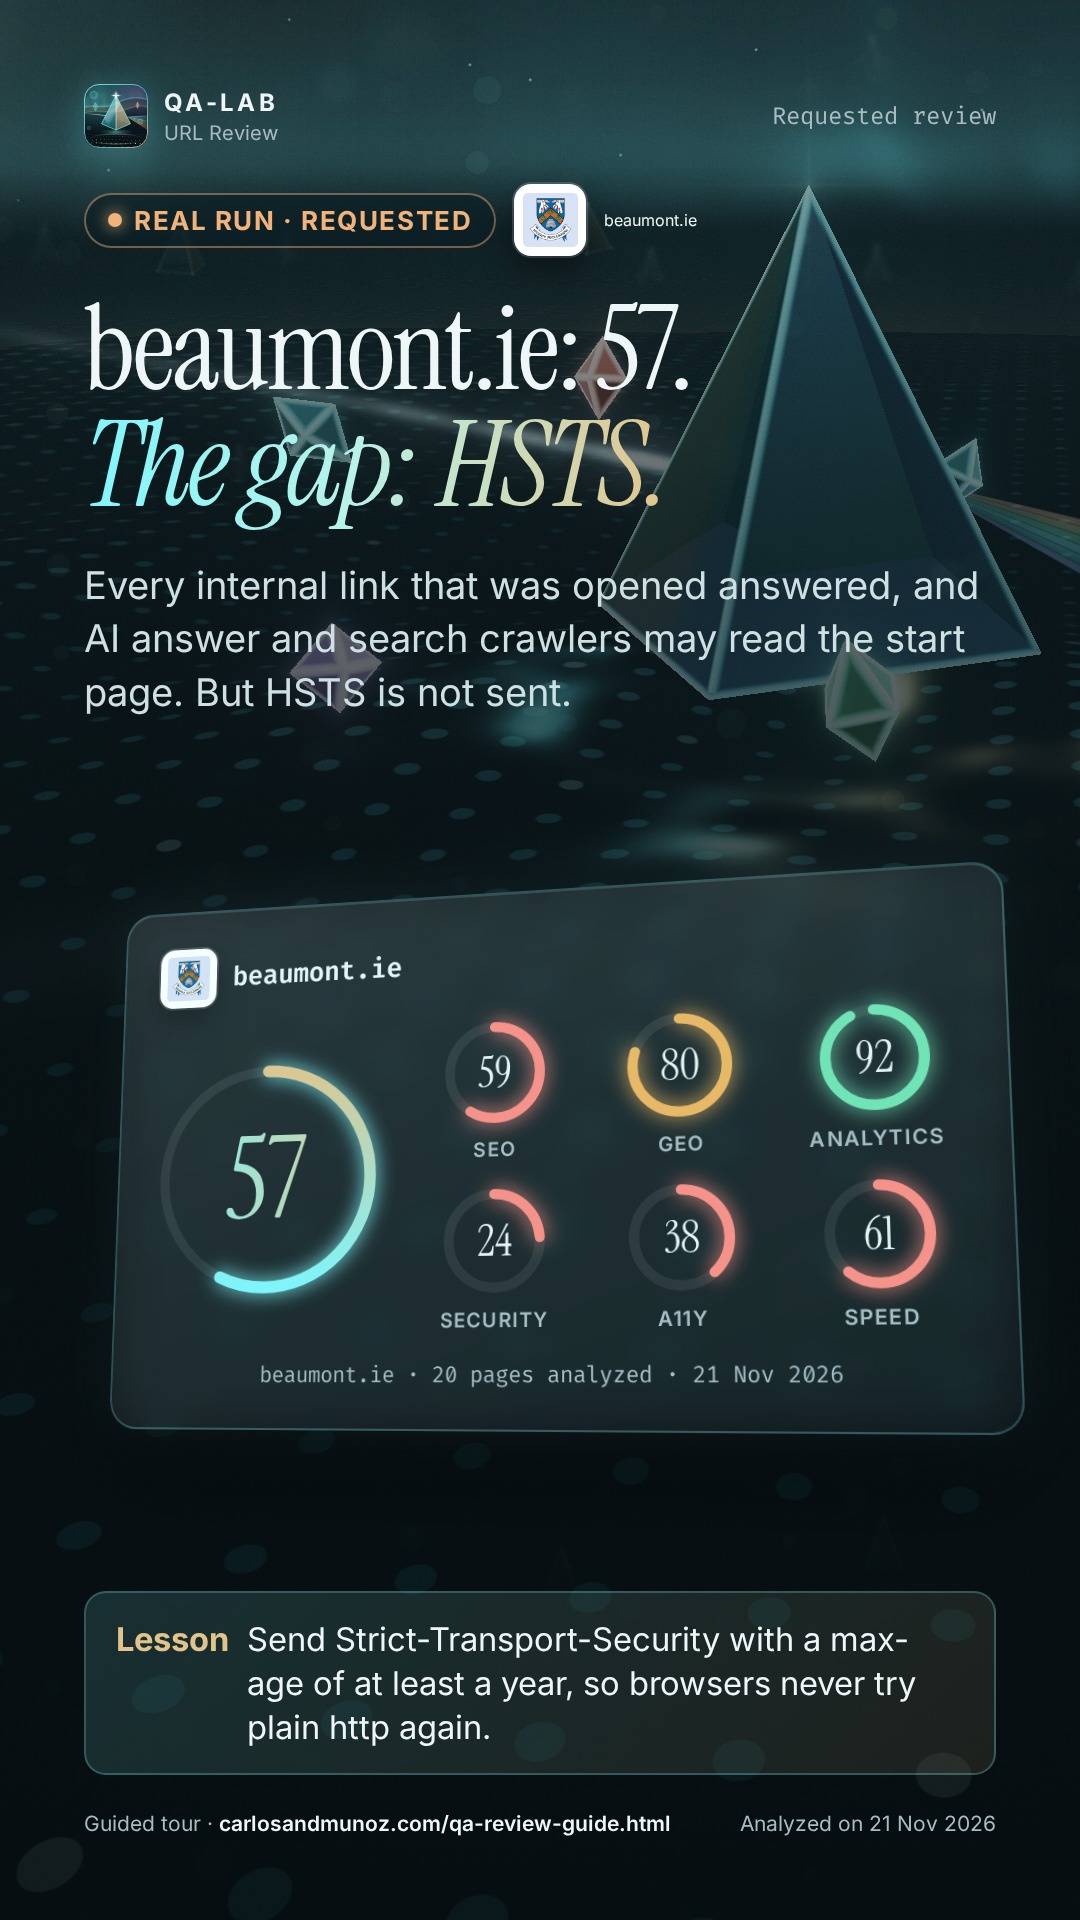 QA-LAB
URL Review
Requested review
REAL RUN · REQUESTED
beaumont.ie
beaumont.ie: 57.
The gap: HSTS.
Every internal link that was opened answered, and
AI answer and search crawlers may read the start
page. But HSTS is not sent.
beaumont.ie
57
59
SEO
80
GEO
92
ANALYTICS
24
SECURITY
38
A11Y
61
SPEED
beaumont.ie · 20 pages analyzed · 21 Nov 2026
Lesson Send Strict-Transport-Security with a max-
age of at least a year, so browsers never try
plain http again.
Guided tour · carlosandmunoz.com/qa-review-guide.html
Analyzed on 21 Nov 2026